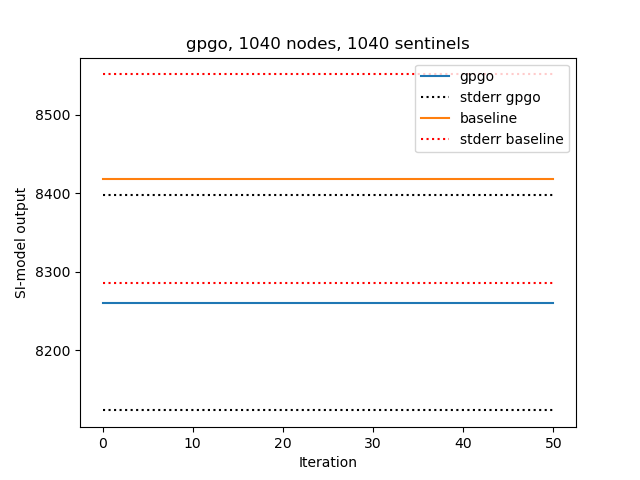 gpgo, 1040 nodes, 1040 sentinels
gpgo
stderr gpgo
baseline
stderr baseline
8500
8400
8300
8200
SI-model output
0 10 20 30 40 50
Iteration